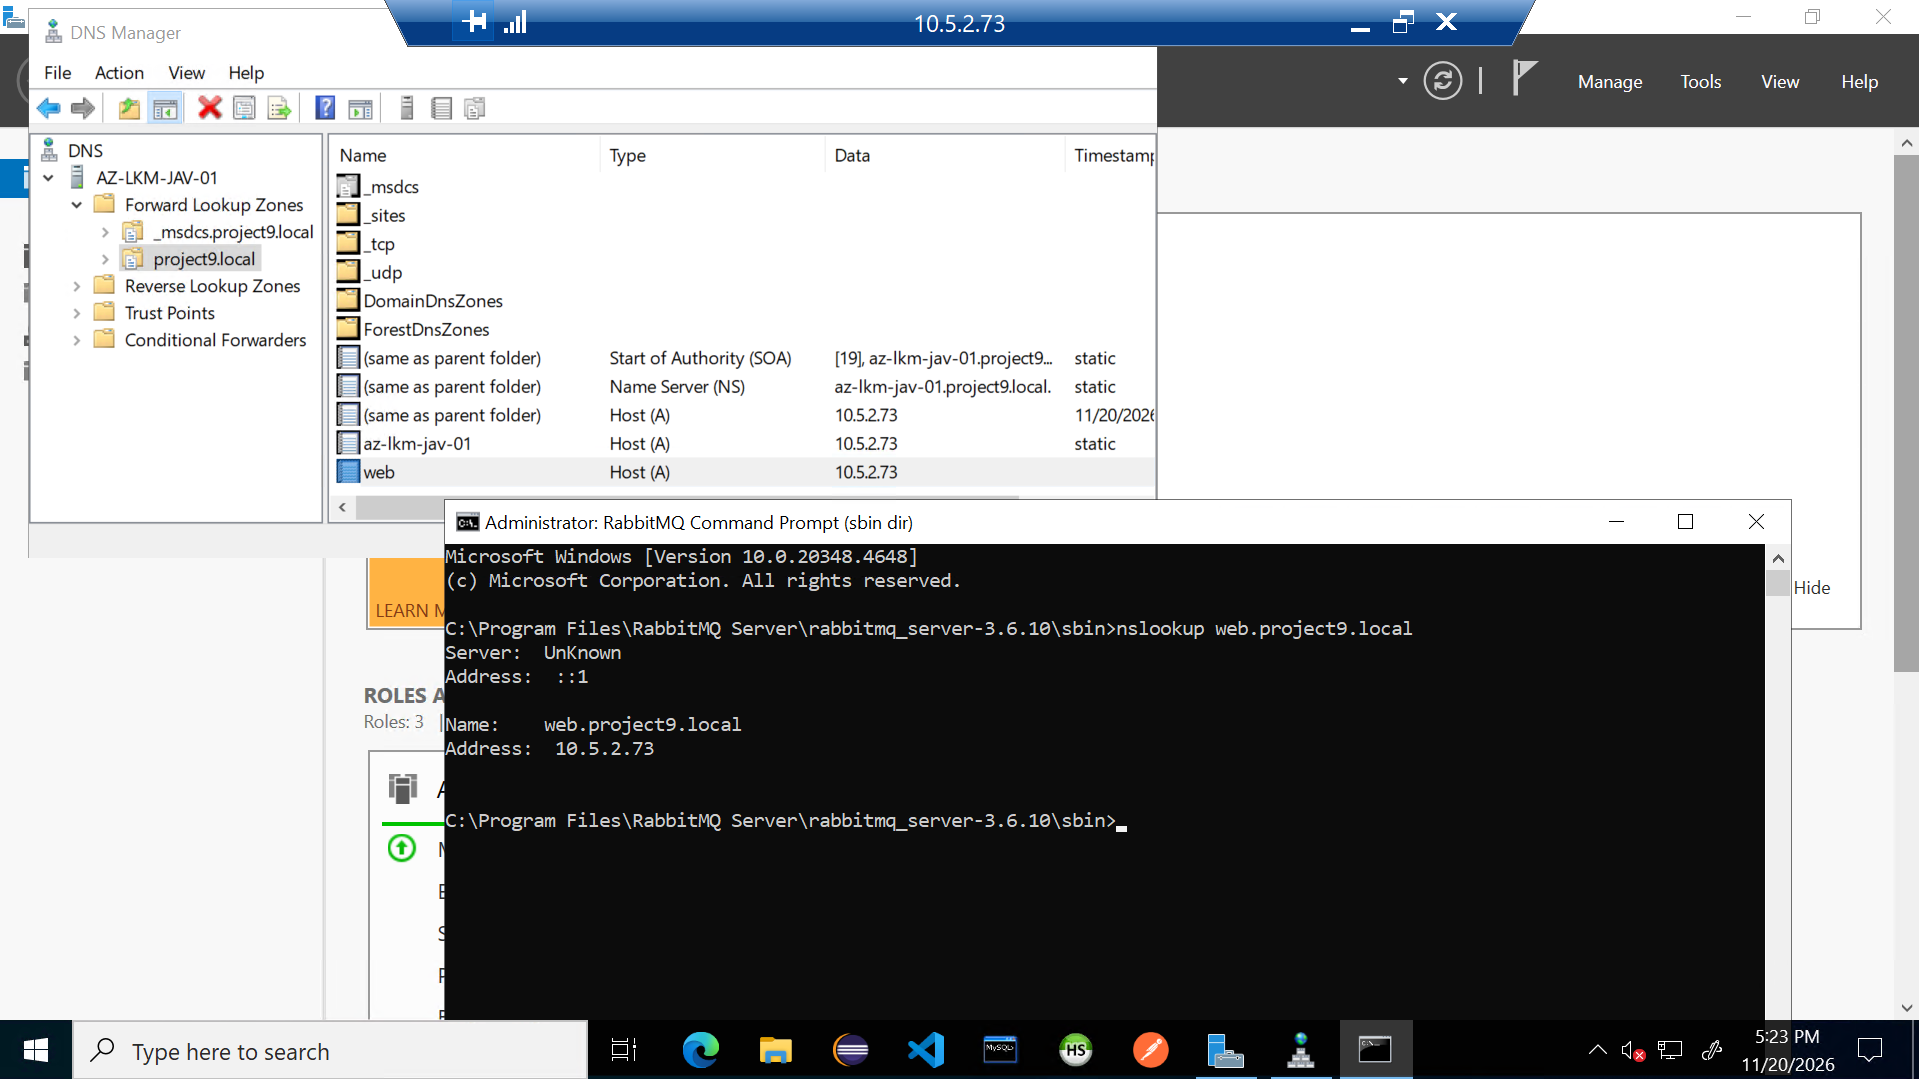 DNS Manager
10.5.2.73
File Action View Help
Manage Tools View Help
DNS
AZ-LKM-JAV-01
Forward Lookup Zones
_msdcs.project9.local
project9.local
Reverse Lookup Zones
Trust Points
Conditional Forwarders
Name Type Data Timestamp
_msdcs
_sites
_tcp
_udp
DomainDnsZones
ForestDnsZones
(same as parent folder) Start of Authority (SOA) [19], az-lkm-jav-01.project9... static
(same as parent folder) Name Server (NS) az-lkm-jav-01.project9.local. static
(same as parent folder) Host (A) 10.5.2.73 11/20/2026
az-lkm-jav-01 Host (A) 10.5.2.73 static
web Host (A) 10.5.2.73
Administrator: RabbitMQ Command Prompt (sbin dir)
Microsoft Windows [Version 10.0.20348.4648]
(c) Microsoft Corporation. All rights reserved.
C:\Program Files\RabbitMQ Server\rabbitmq_server-3.6.10\sbin>nslookup web.project9.local
Server: UnKnown
Address: ::1
Name: web.project9.local
Address: 10.5.2.73
C:\Program Files\RabbitMQ Server\rabbitmq_server-3.6.10\sbin>
Hide
LEARN M
ROLES A
Roles: 3 |
Type here to search
MySQL
HS
5:23 PM
11/20/2026